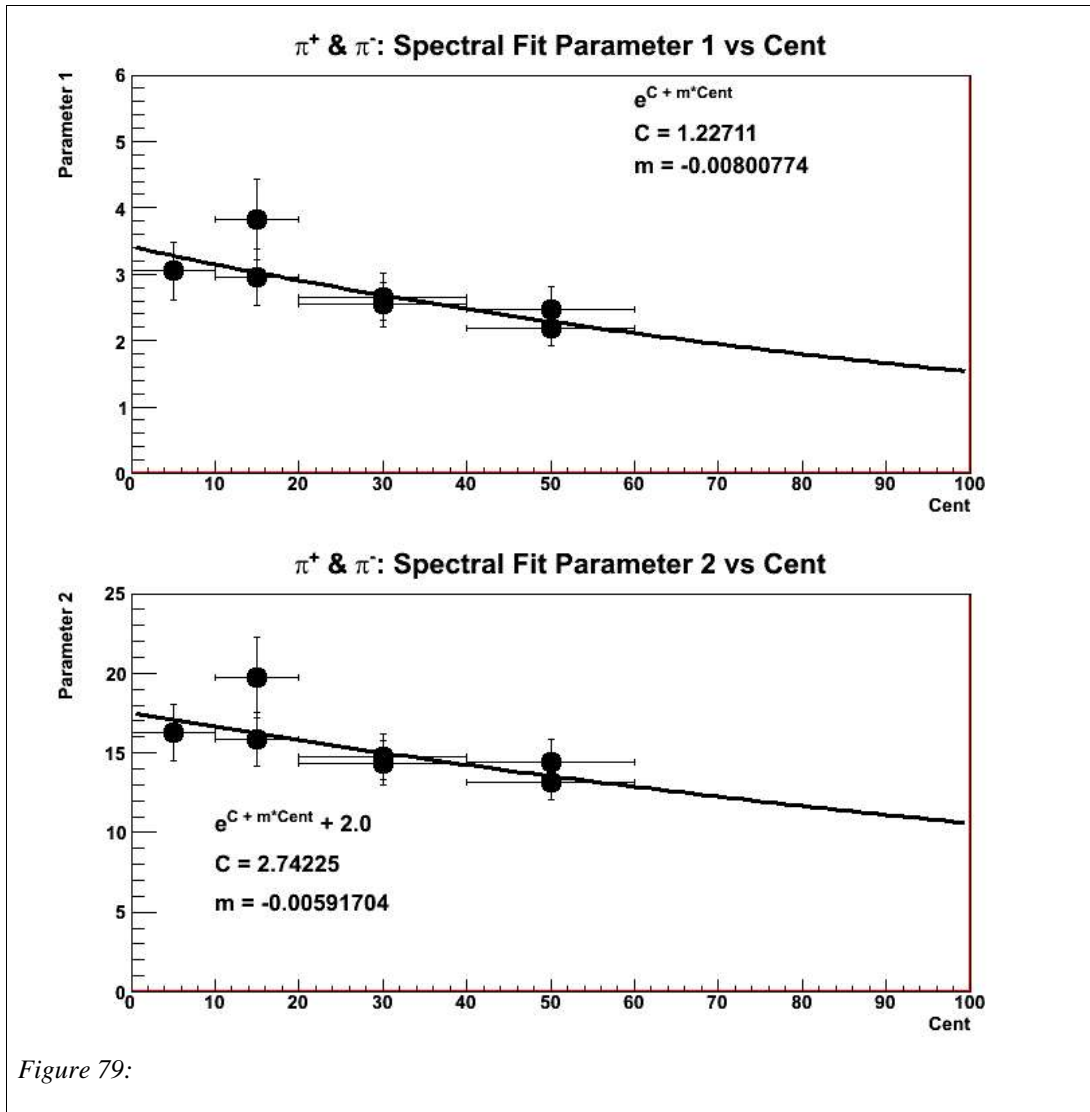 π⁺ & π⁻: Spectral Fit Parameter 1 vs Cent
Parameter 1
6
5
4
3
2
1
0
e^{C + m*Cent}
C = 1.22711
m = -0.00800774
0 10 20 30 40 50 60 70 80 90 100
Cent
π⁺ & π⁻: Spectral Fit Parameter 2 vs Cent
Parameter 2
25
20
15
10
5
0
e^{C + m*Cent} + 2.0
C = 2.74225
m = -0.00591704
0 10 20 30 40 50 60 70 80 90 100
Cent
Figure 79: